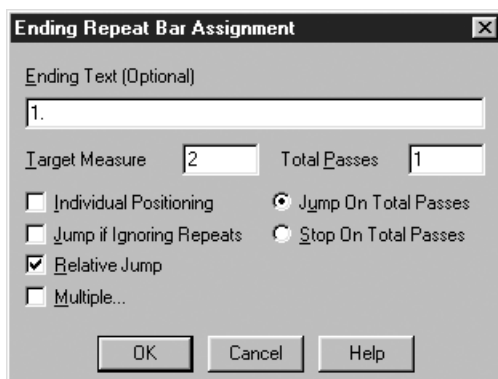 Ending Repeat Bar Assignment
Ending Text (Optional)
1.
Target Measure 2 Total Passes 1
Individual Positioning Jump On Total Passes
Jump if Ignoring Repeats Stop On Total Passes
Relative Jump
Multiple...
OK Cancel Help